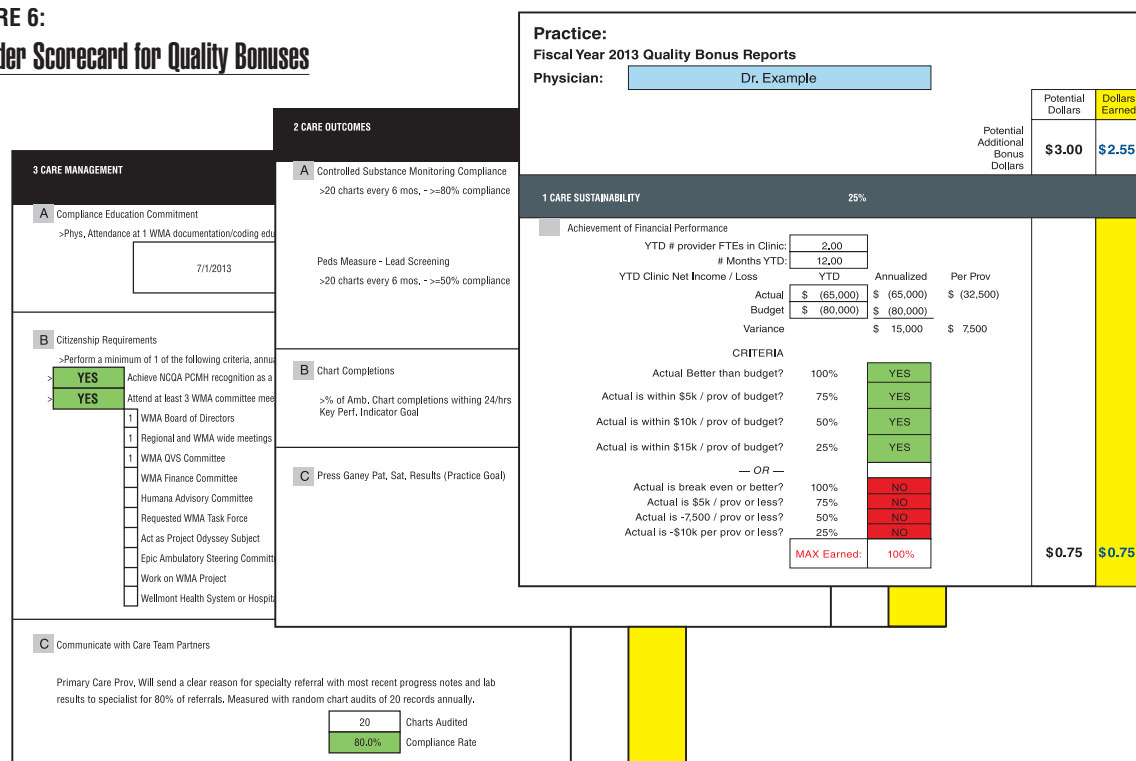 RE 6:
der Scorecard for Quality Bonuses
Practice:
Fiscal Year 2013 Quality Bonus Reports
Physician: Dr. Example
Potential Dollars
Dollars Earned
Potential Additional Bonus Dollars
$3.00 $2.55
1 CARE SUSTAINABILITY 25%
Achievement of Financial Performance
YTD # provider FTEs in Clinic: 2.00
# Months YTD: 12.00
YTD Clinic Net Income / Loss YTD Annualized Per Prov
Actual $ (65,000) $ (65,000) $ (32,500)
Budget $ (80,000) $ (80,000)
Variance $ 15,000 $ 7,500
CRITERIA
Actual Better than budget? 100% YES
Actual is within $5k / prov of budget? 75% YES
Actual is within $10k / prov of budget? 50% YES
Actual is within $15k / prov of budget? 25% YES
— OR —
Actual is break even or better? 100% NO
Actual is $5k / prov or less? 75% NO
Actual is -7,500 / prov or less? 50% NO
Actual is -$10k per prov or less? 25% NO
MAX Earned: 100%
$0.75 $0.75
2 CARE OUTCOMES
A Controlled Substance Monitoring Compliance
>20 charts every 6 mos, - >=80% compliance
Peds Measure - Lead Screening
>20 charts every 6 mos, - >=50% compliance
B Chart Completions
>% of Amb. Chart completions withing 24/hrs
Key Perf. Indicator Goal
C Press Ganey Pat, Sat, Results (Practice Goal)
3 CARE MANAGEMENT
A Compliance Education Commitment
>Phys, Attendance at 1 WMA documentation/coding edu
7/1/2013
B Citizenship Requirements
>Perform a minimum of 1 of the following criteria, annua
> YES Achieve NCQA PCMH recognition as a
> YES Attend at least 3 WMA committee mee
1 WMA Board of Directors
1 Regional and WMA wide meetings
1 WMA QVS Committee
WMA Finance Committee
Humana Advisory Committee
Requested WMA Task Force
Act as Project Odyssey Subject
Epic Ambulatory Steering Committ
Work on WMA Project
Wellmont Health System or Hospita
C Communicate with Care Team Partners
Primary Care Prov, Will send a clear reason for specialty referral with most recent progress notes and lab
results to specialist for 80% of referrals. Measured with random chart audits of 20 records annually.
20 Charts Audited
80.0% Compliance Rate